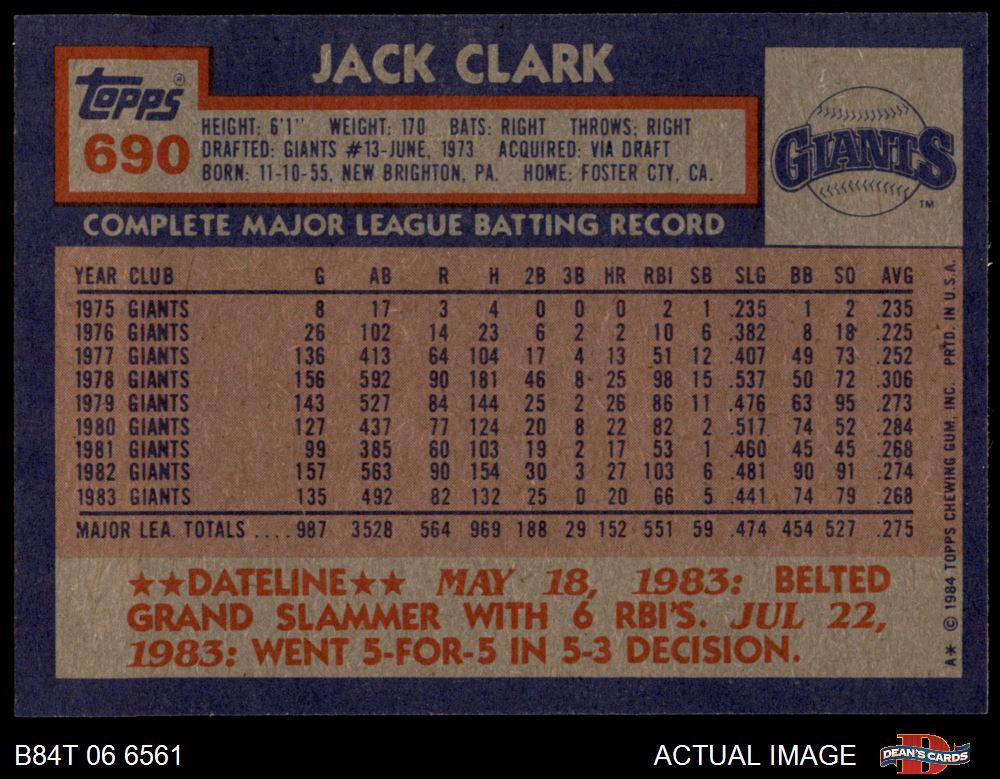 JACK CLARK
Topps®
690
HEIGHT: 6'1" WEIGHT: 170 BATS: RIGHT THROWS: RIGHT
DRAFTED: GIANTS #13-JUNE, 1973 ACQUIRED: VIA DRAFT
BORN: 11-10-55, NEW BRIGHTON, PA. HOME: FOSTER CTY, CA.
GIANTS
TM
COMPLETE MAJOR LEAGUE BATTING RECORD
YEAR CLUB G AB R H 2B 3B HR RBI SB SLG BB SO AVG
1975 GIANTS 8 17 3 4 0 0 0 2 1 .235 1 2 .235
1976 GIANTS 26 102 14 23 6 2 2 10 6 .382 8 18 .225
1977 GIANTS 136 413 64 104 17 4 13 51 12 .407 49 73 .252
1978 GIANTS 156 592 90 181 46 8 25 98 15 .537 50 72 .306
1979 GIANTS 143 527 84 144 25 2 26 86 11 .476 63 95 .273
1980 GIANTS 127 437 77 124 20 8 22 82 2 .517 74 52 .284
1981 GIANTS 99 385 60 103 19 2 17 53 1 .460 45 45 .268
1982 GIANTS 157 563 90 154 30 3 27 103 6 .481 90 91 .274
1983 GIANTS 135 492 82 132 25 0 20 66 5 .441 74 79 .268
MAJOR LEA. TOTALS ....987 3528 564 969 188 29 152 551 59 .474 454 527 .275
★★DATELINE★★ MAY 18, 1983: BELTED
GRAND SLAMMER WITH 6 RBI'S. JUL 22,
1983: WENT 5-FOR-5 IN 5-3 DECISION.
A* © 1984 TOPPS CHEWING GUM, INC. PRTD. IN U.S.A.
B84T 06 6561
ACTUAL IMAGE
DEAN'S CARDS